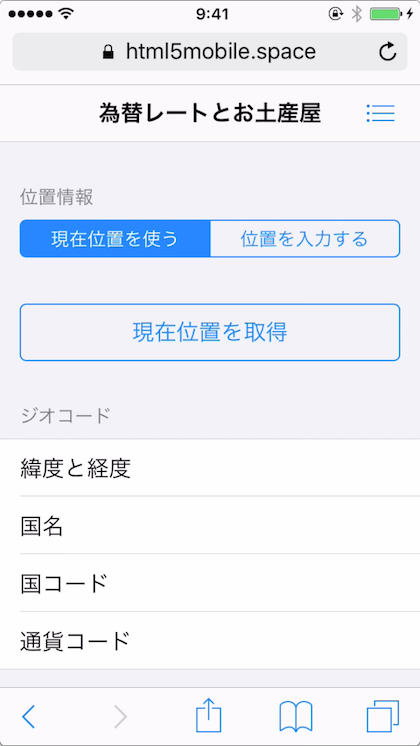 9:41
html5mobile.space
為替レートとお土産屋
位置情報
現在位置を使う 位置を入力する
現在位置を取得
ジオコード
緯度と経度
国名
国コード
通貨コード